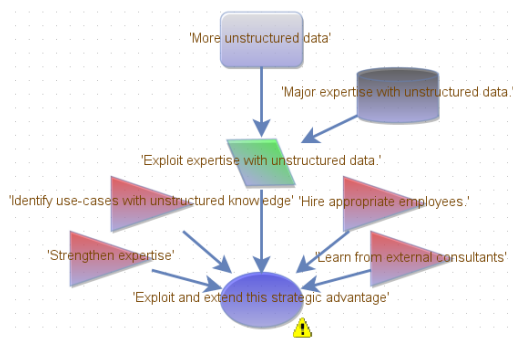 'More unstructured data'
'Major expertise with unstructured data.'
'Exploit expertise with unstructured data.'
'Identify use-cases with unstructured knowledge'
'Hire appropriate employees.'
'Strengthen expertise'
'Learn from external consultants'
'Exploit and extend this strategic advantage'